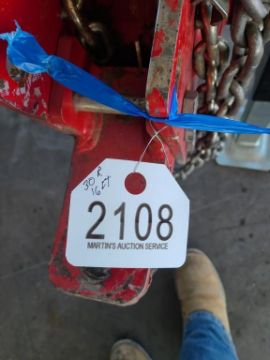 30 R
16 FT
2108
MARTIN'S AUCTION SERVICE